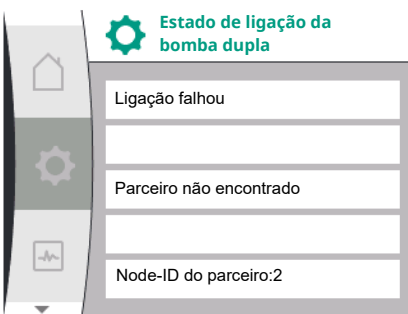 Estado de ligação da
bomba dupla
Ligação falhou
Parceiro não encontrado
Node-ID do parceiro:2